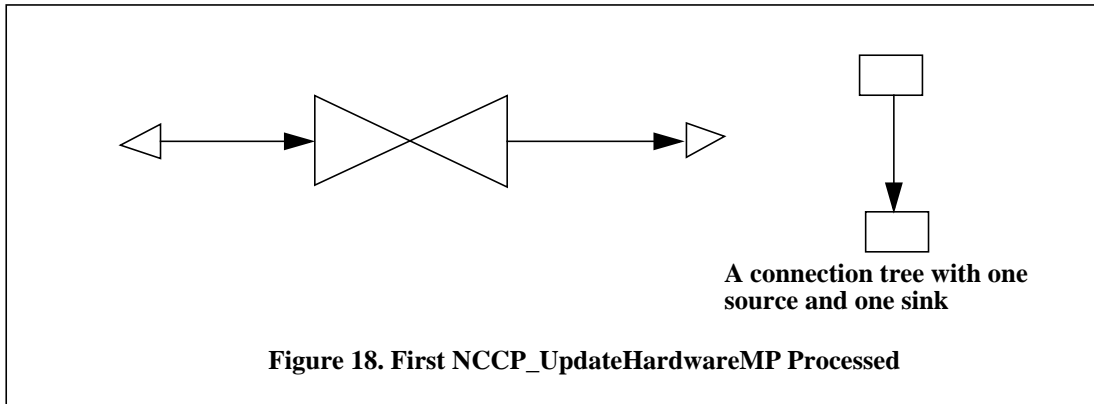 A connection tree with one
source and one sink
Figure 18. First NCCP_UpdateHardwareMP Processed